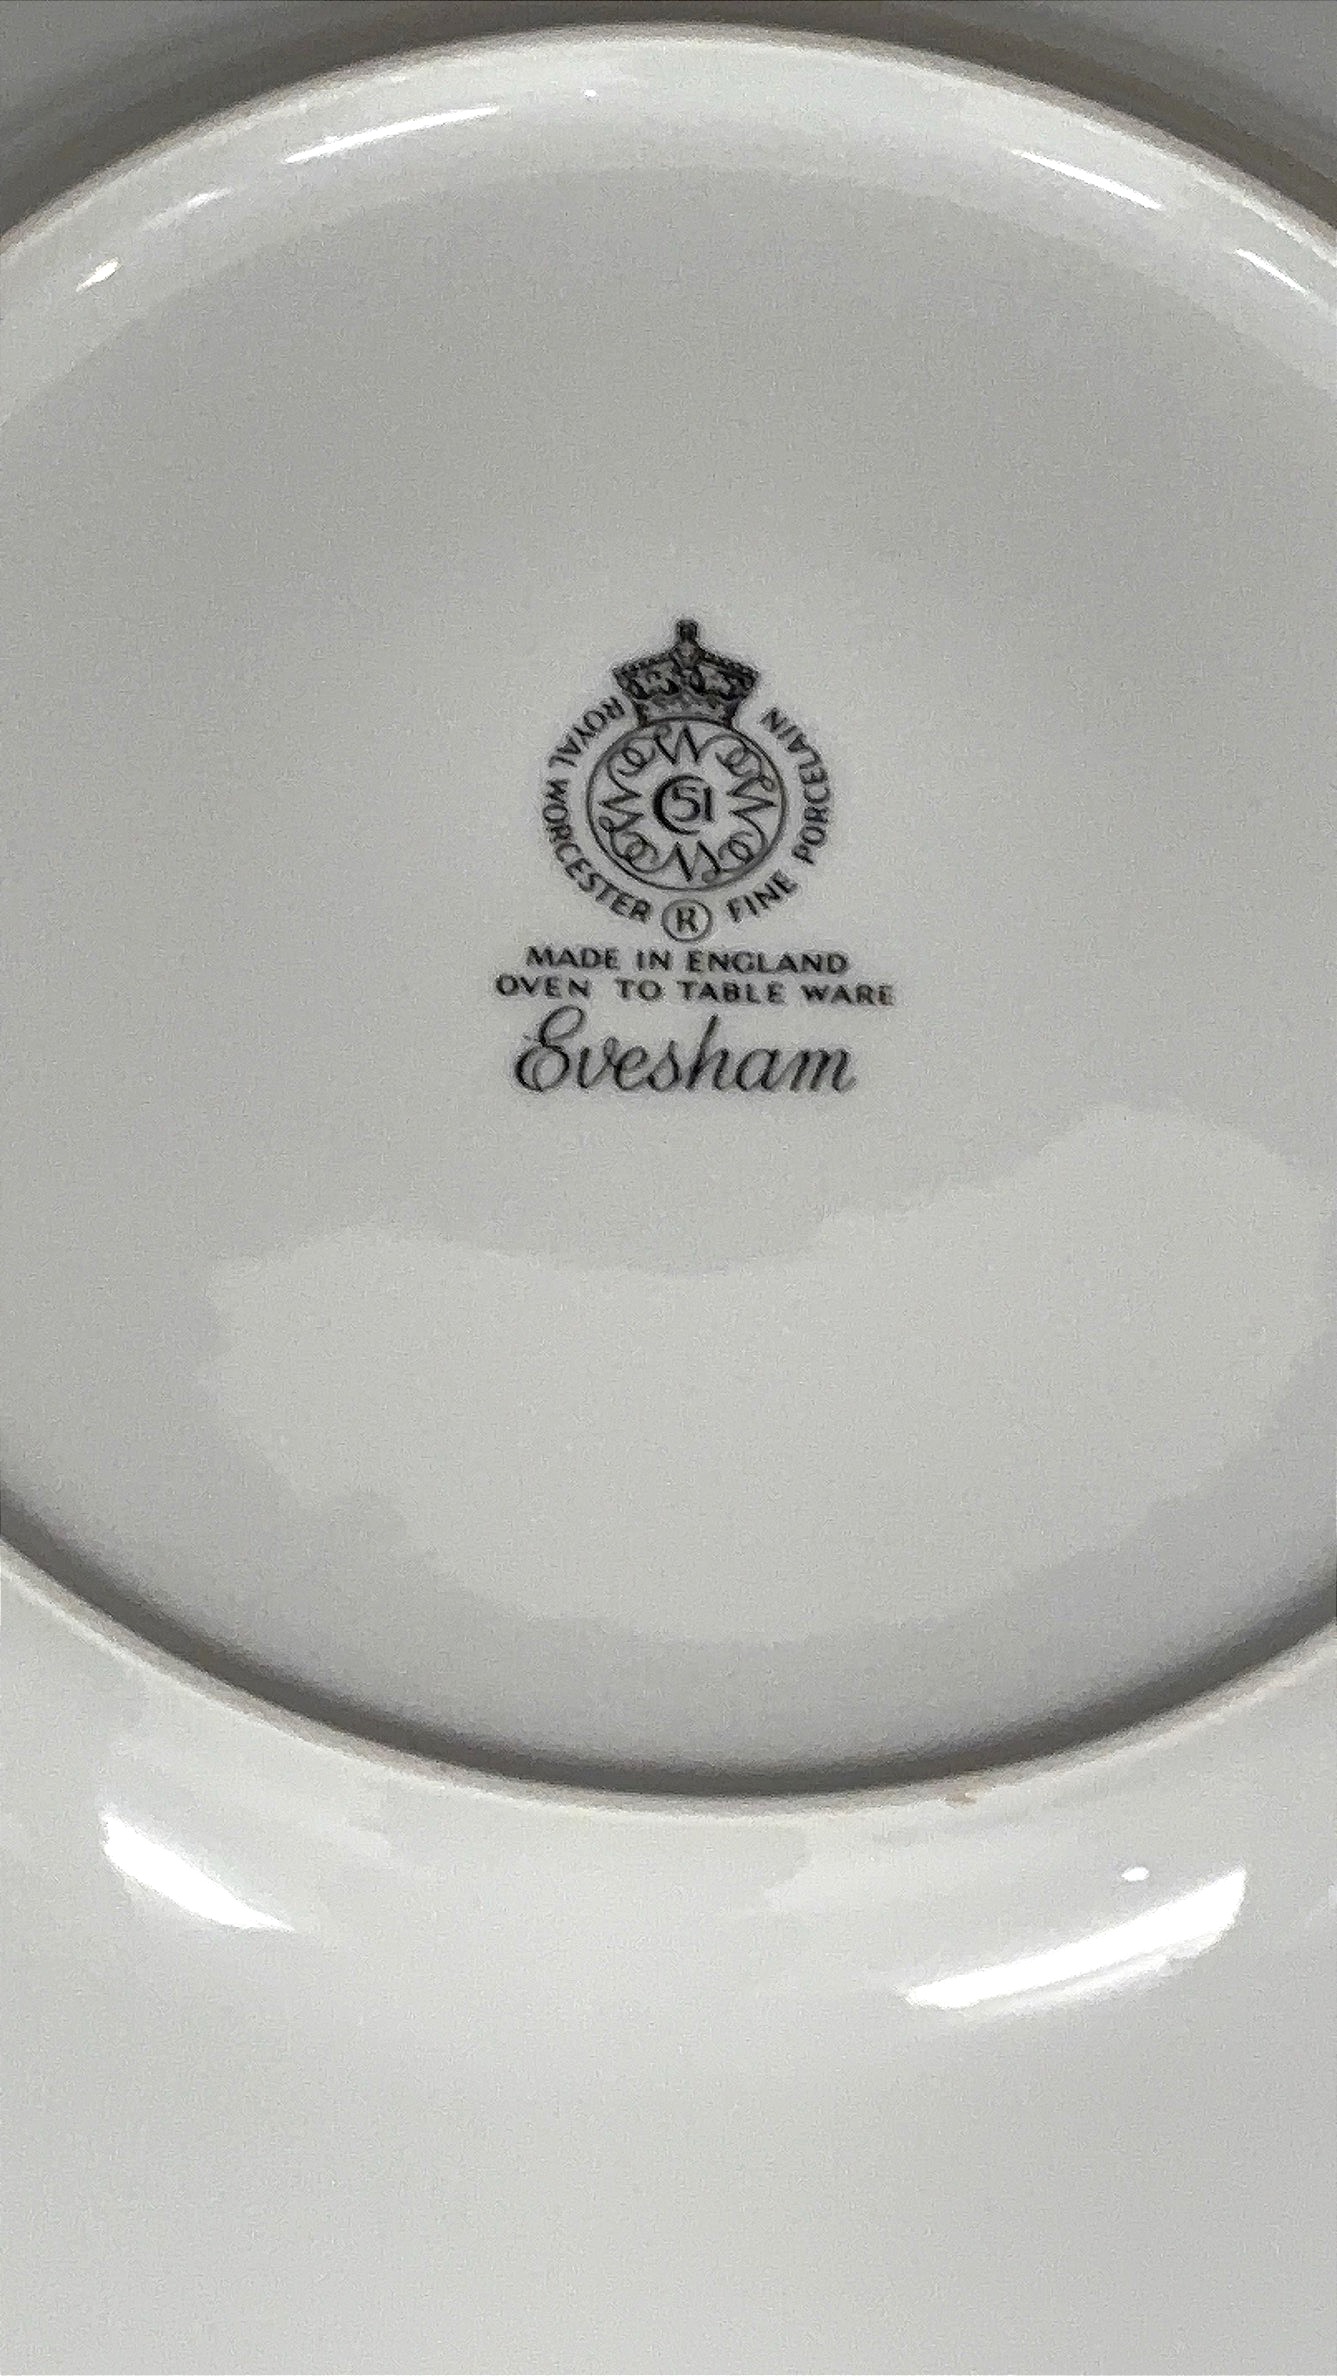 ROYAL WORCESTER ® FINE PORCELAIN
51
MADE IN ENGLAND
OVEN TO TABLE WARE
Evesham